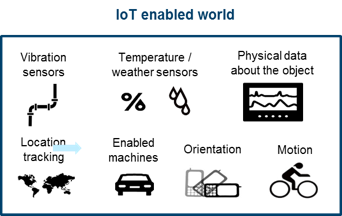 IoT enabled world
Vibration
sensors
Temperature /
weather sensors
Physical data
about the object
%
Location
tracking
Enabled
machines
Orientation
Motion